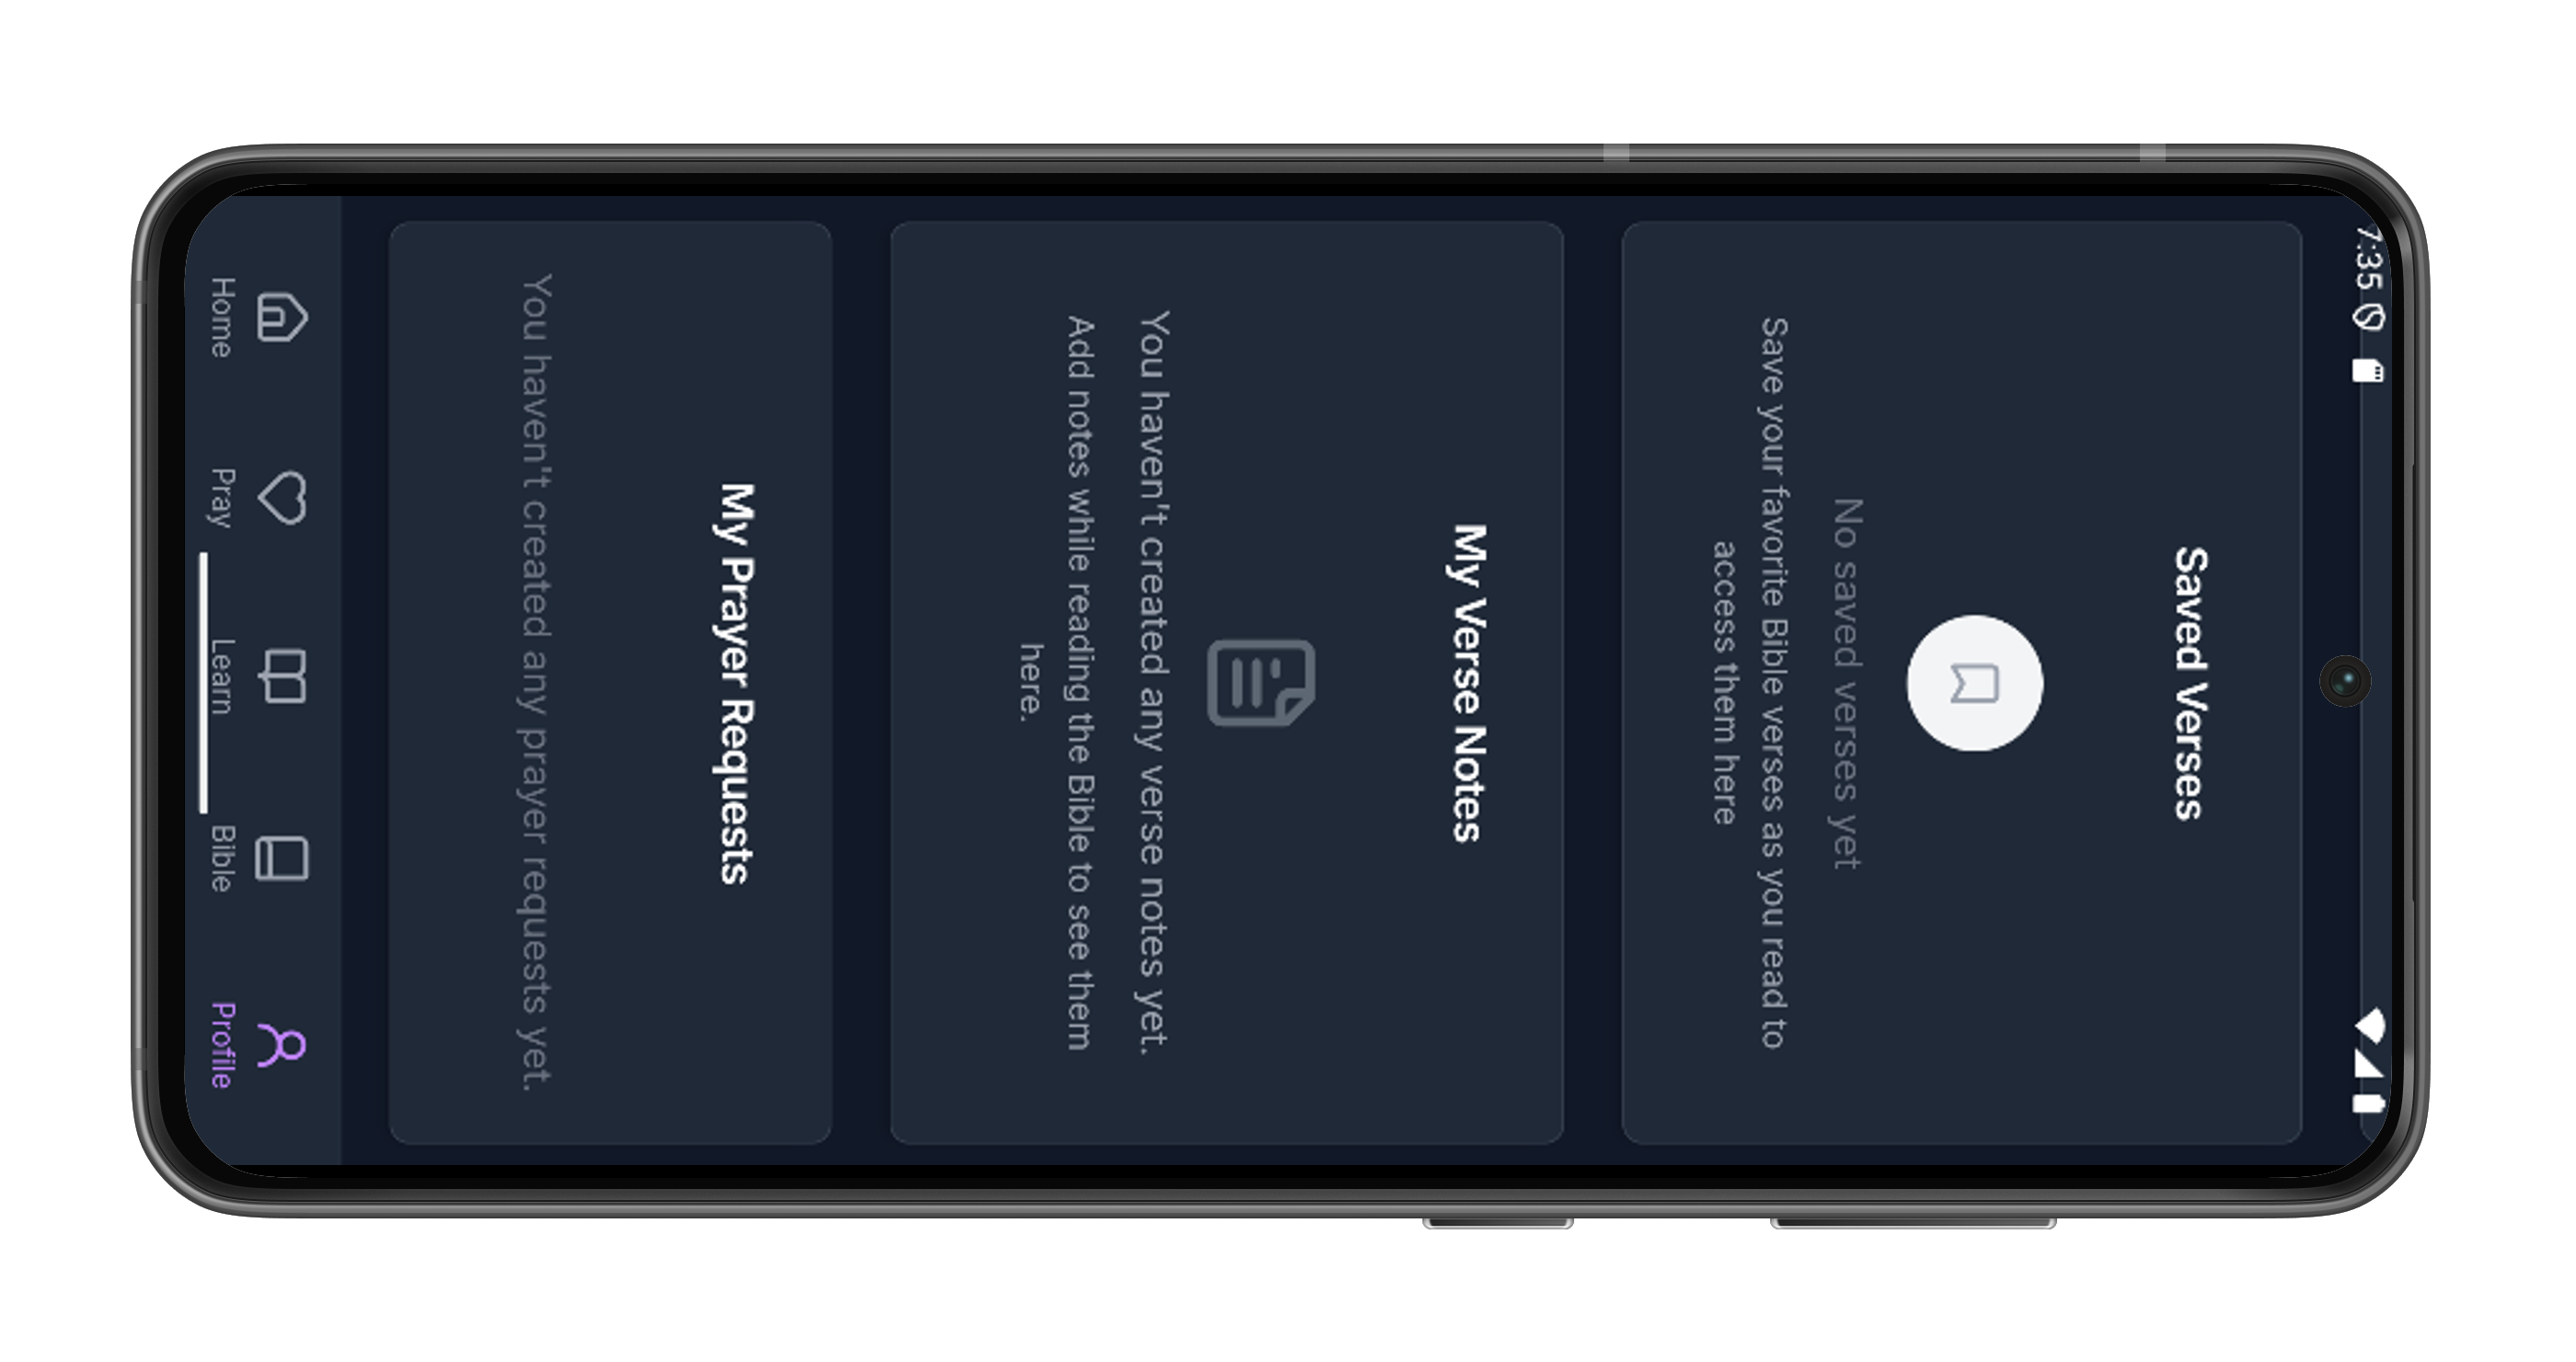 7:35
Saved Verses
No saved verses yet
Save your favorite Bible verses as you read to
access them here
My Verse Notes
You haven't created any verse notes yet.
Add notes while reading the Bible to see them
here.
My Prayer Requests
You haven't created any prayer requests yet.
Home
Pray
Learn
Bible
Profile